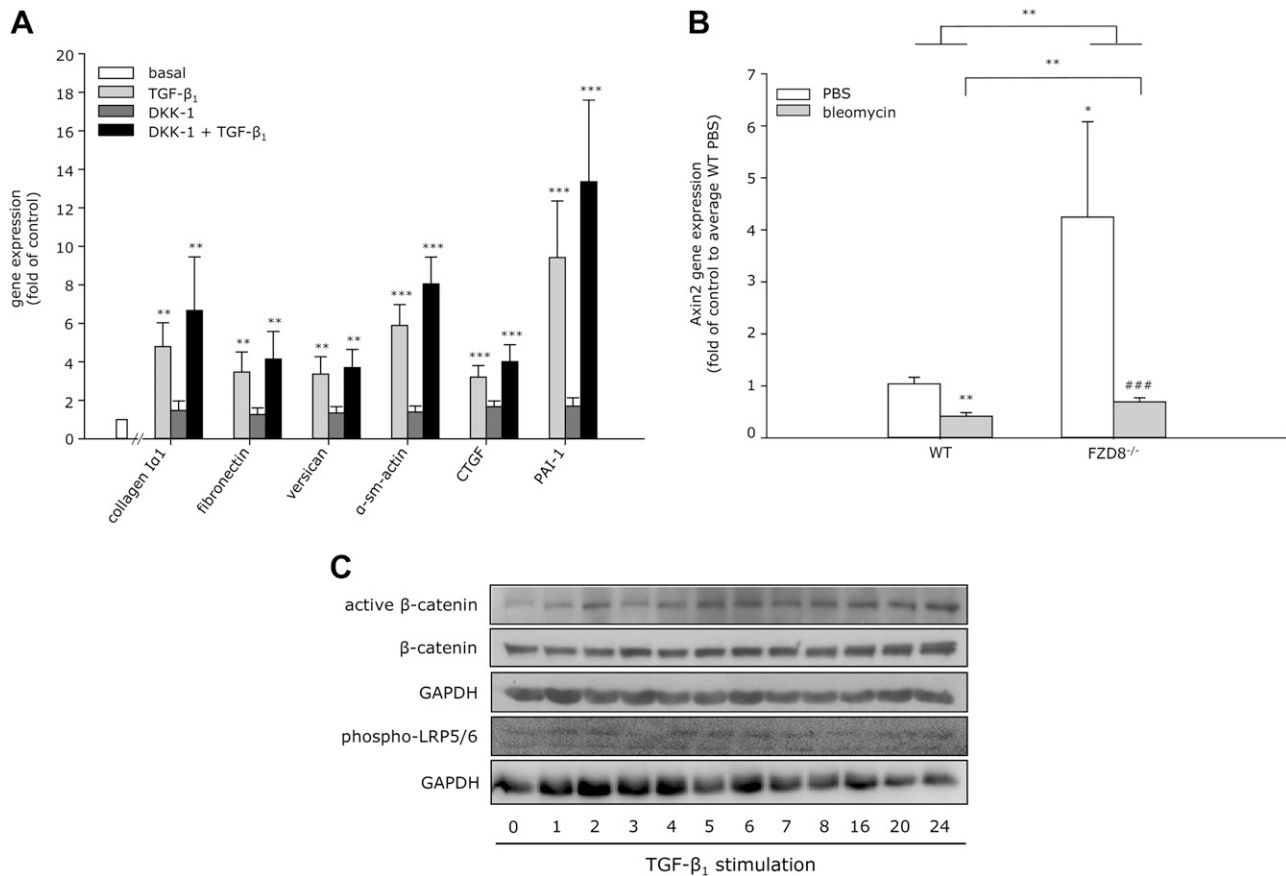 A
20
18
16
14
12
10
8
6
4
2
0
gene expression
(fold of control)
basal
TGF-β₁
DKK-1
DKK-1 + TGF-β₁
**
**
**
**
**
**
***
***
***
***
***
***
collagen Iα1
fibronectin
versican
α-sm-actin
CTGF
PAI-1
B
**
**
7
6
5
4
3
2
1
0
Axin2 gene expression
(fold of control to average WT PBS)
PBS
bleomycin
**
*
###
WT
FZD8⁻/⁻
C
active β-catenin
β-catenin
GAPDH
phospho-LRP5/6
GAPDH
0 1 2 3 4 5 6 7 8 16 20 24
TGF-β₁ stimulation